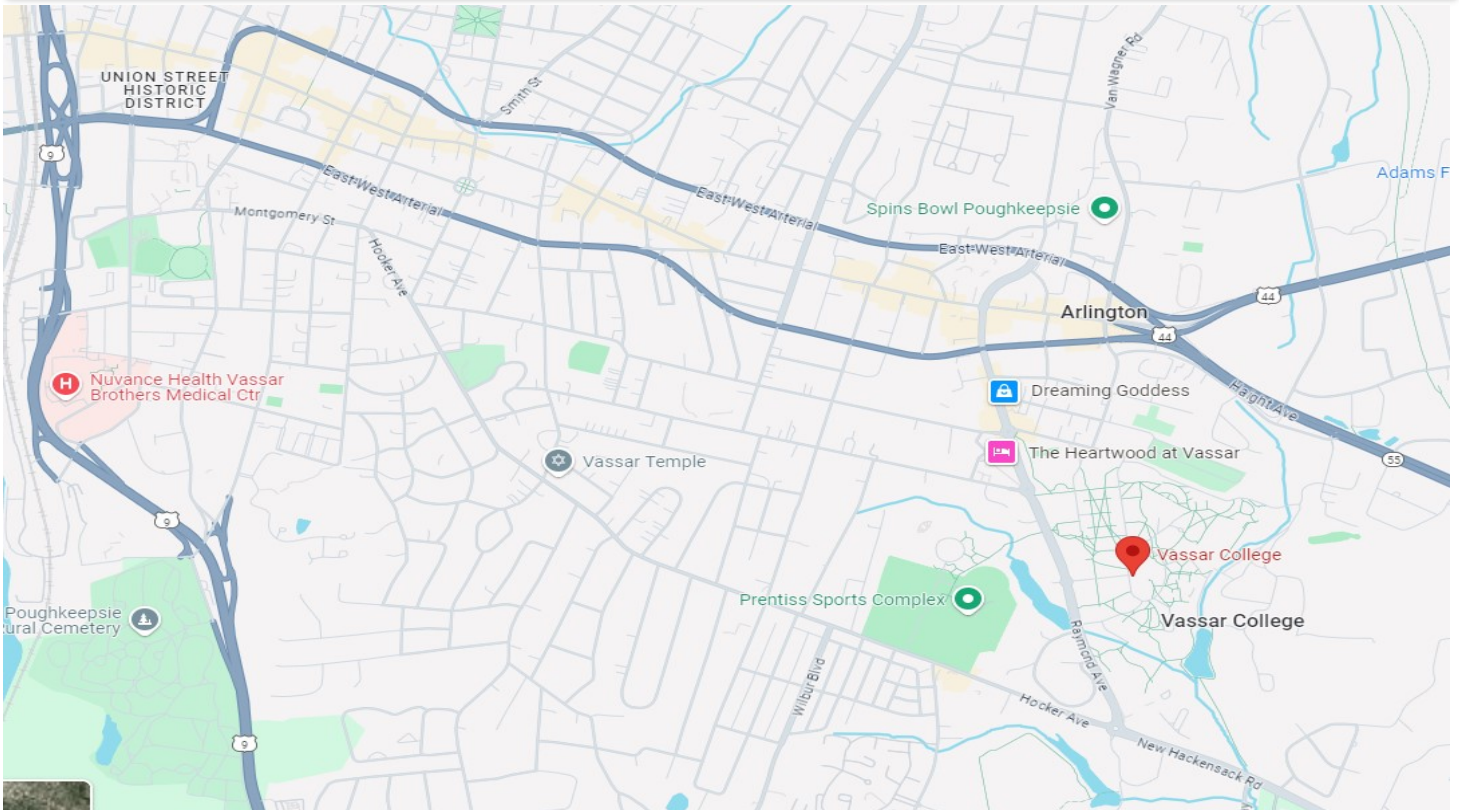 UNION STREET
HISTORIC
DISTRICT
Smith St
Van Wagner Rd
9
East-West Arterial
Adams F
Montgomery St
East-West Arterial
Spins Bowl Poughkeepsie
Hooker Ave
East-West Arterial
44
Arlington
44
Nuvance Health Vassar
Brothers Medical Ctr
H
Dreaming Goddess
Haight Ave
Vassar Temple
The Heartwood at Vassar
55
9
Vassar College
Prentiss Sports Complex
Poughkeepsie
ural Cemetery
Vassar College
Raymond Ave
Wilbur Blvd
Hooker Ave
9
New Hackensack Rd